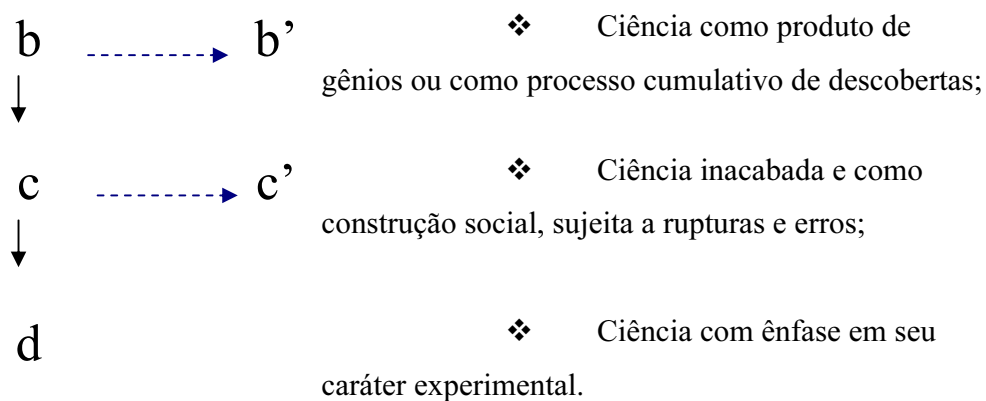 b b’ ❖ Ciência como produto de
gênios ou como processo cumulativo de descobertas;
c c’ ❖ Ciência inacabada e como
construção social, sujeita a rupturas e erros;
d ❖ Ciência com ênfase em seu
caráter experimental.